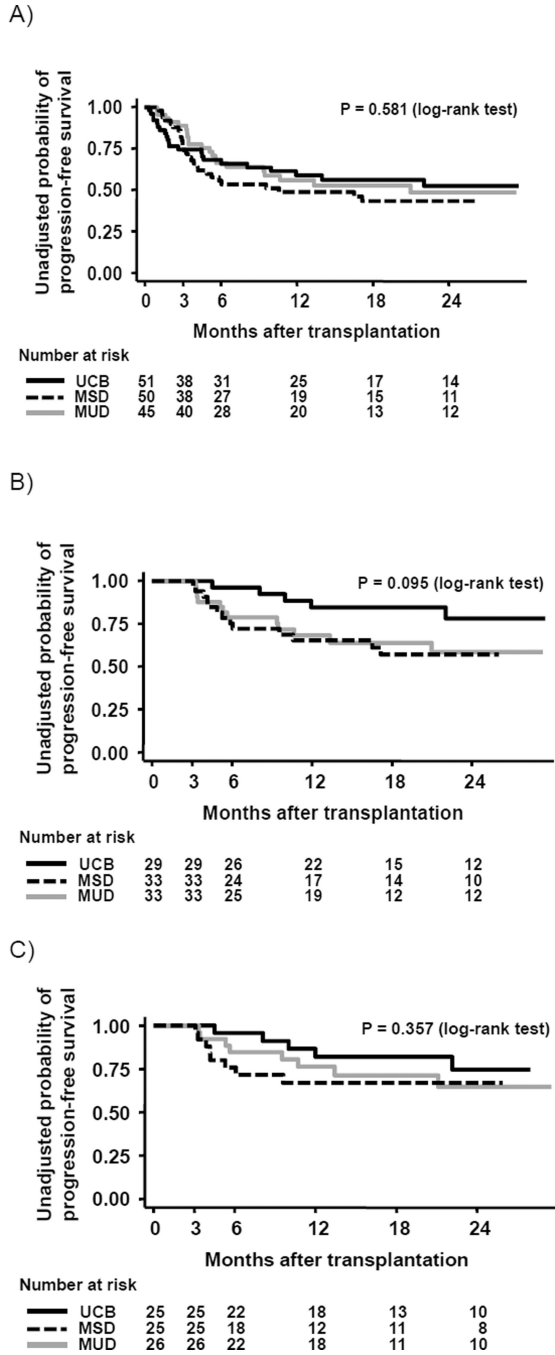 A)
Unadjusted probability of
progression-free survival
1.00
0.75
0.50
0.25
0.00
P = 0.581 (log-rank test)
0 3 6 12 18 24
Months after transplantation
Number at risk
UCB 51 38 31 25 17 14
MSD 50 38 27 19 15 11
MUD 45 40 28 20 13 12
B)
Unadjusted probability of
progression-free survival
1.00
0.75
0.50
0.25
0.00
P = 0.095 (log-rank test)
0 3 6 12 18 24
Months after transplantation
Number at risk
UCB 29 29 26 22 15 12
MSD 33 33 24 17 14 10
MUD 33 33 25 19 12 12
C)
Unadjusted probability of
progression-free survival
1.00
0.75
0.50
0.25
0.00
P = 0.357 (log-rank test)
0 3 6 12 18 24
Months after transplantation
Number at risk
UCB 25 25 22 18 13 10
MSD 25 25 18 12 11 8
MUD 26 26 22 18 11 10